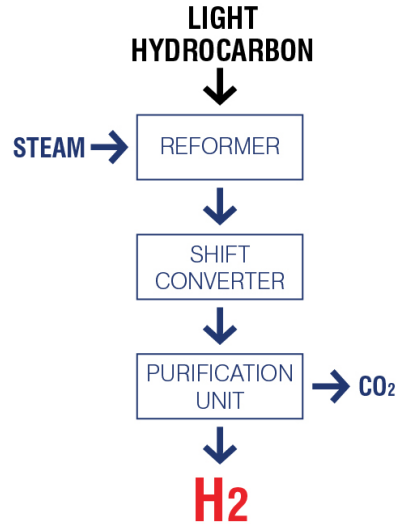 LIGHT
HYDROCARBON
STEAM
REFORMER
SHIFT
CONVERTER
PURIFICATION
UNIT
CO₂
H2